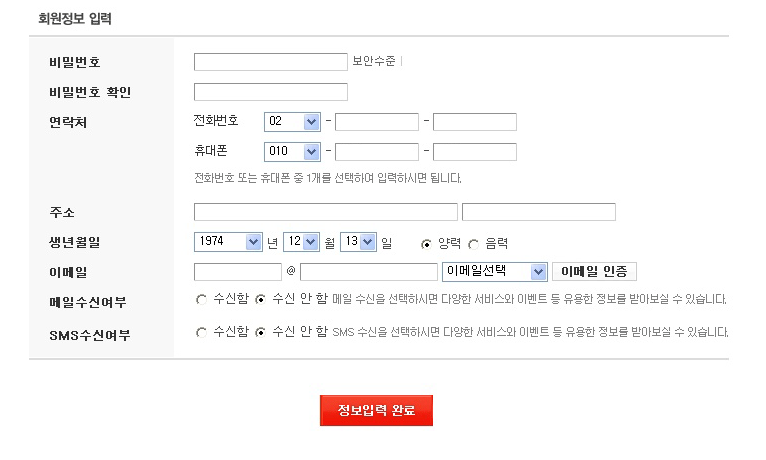 회원정보 입력
비밀번호 보안수준
비밀번호 확인
연락처 전화번호 02 - -
휴대폰 010 - -
전화번호 또는 휴대폰 중 1개를 선택하여 입력하시면 됩니다.
주소
생년월일 1974 년 12 월 13 일 양력 음력
이메일 @ 이메일선택 이메일 인증
메일수신여부 수신함 수신 안 함 메일 수신을 선택하시면 다양한 서비스와 이벤트 등 유용한 정보를 받아보실 수 있습니다.
SMS수신여부 수신함 수신 안 함 SMS 수신을 선택하시면 다양한 서비스와 이벤트 등 유용한 정보를 받아보실 수 있습니다.
정보입력 완료